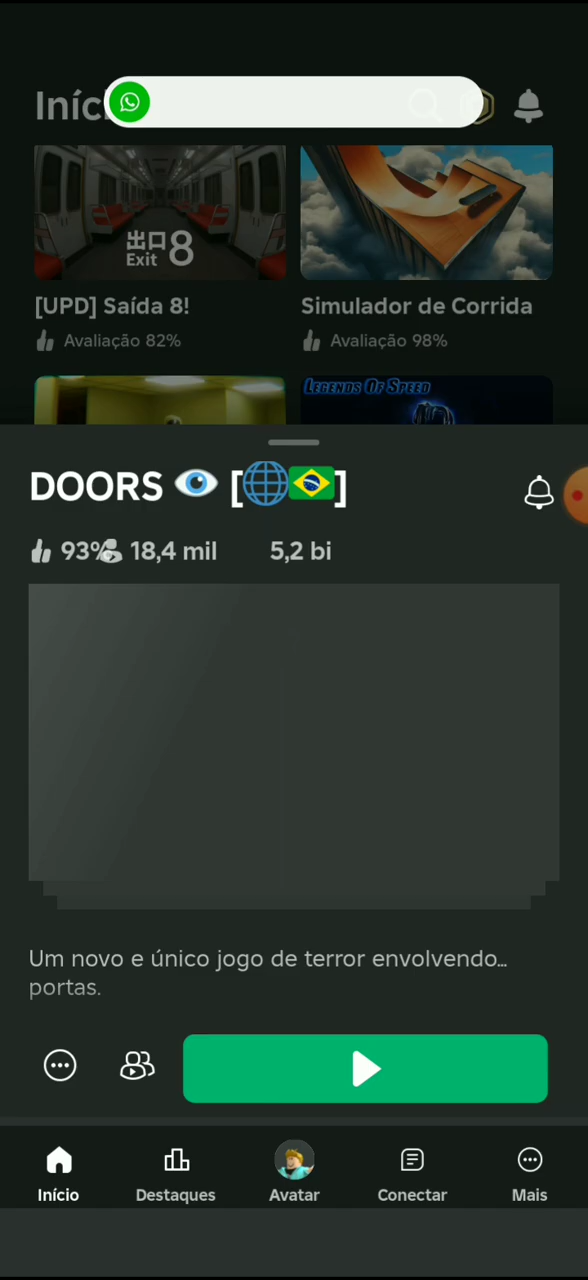 Iníc
出口
Exit 8
[UPD] Saída 8!
Simulador de Corrida
Avaliação 82%
Avaliação 98%
LEGENDS OF SPEED
DOORS 👁️ [🌐🇧🇷]
93% 18,4 mil 5,2 bi
Um novo e único jogo de terror envolvendo...
portas.
Início
Destaques
Avatar
Conectar
Mais